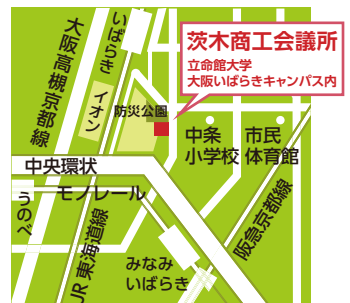 茨木商工会議所
立命館大学
大阪いばらきキャンパス内
大阪高槻京都線
いばらき
イオン
防災公園
中条
小学校
市民
体育館
中央環状
モノレール
うのべ
JR 東海道線
阪急京都線
みなみ
いばらき